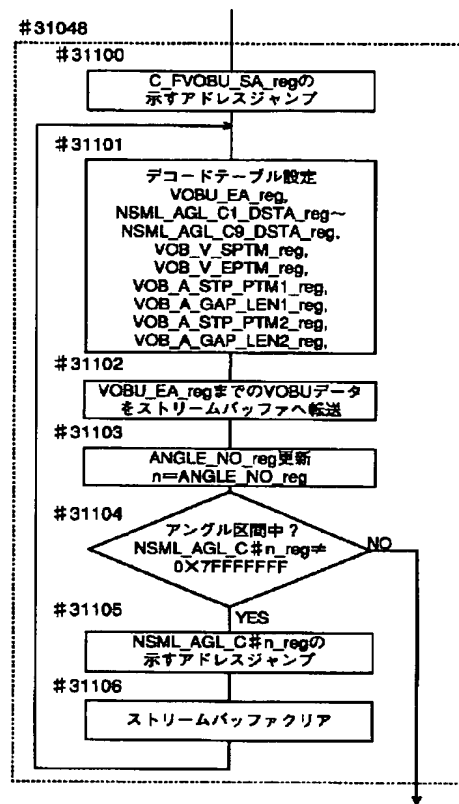 #31048
#31100
C_FVOBU_SA_regの
示すアドレスジャンプ
#31101
デコードテーブル設定
VOBU_EA_reg,
NSML_AGL_C1_DSTA_reg～
NSML_AGL_C9_DSTA_reg,
VOB_V_SPTM_reg,
VOB_V_EPTM_reg,
VOB_A_STP_PTM1_reg,
VOB_A_GAP_LEN1_reg,
VOB_A_STP_PTM2_reg,
VOB_A_GAP_LEN2_reg,
#31102
VOBU_EA_regまでのVOBUデータ
をストリームバッファへ転送
#31103
ANGLE_NO_reg更新
n＝ANGLE_NO_reg
#31104
アングル区間中？
NSML_AGL_C#n_reg≠
0×7FFFFFFF
NO
YES
#31105
NSML_AGL_C#n_regの
示すアドレスジャンプ
#31106
ストリームバッファクリア